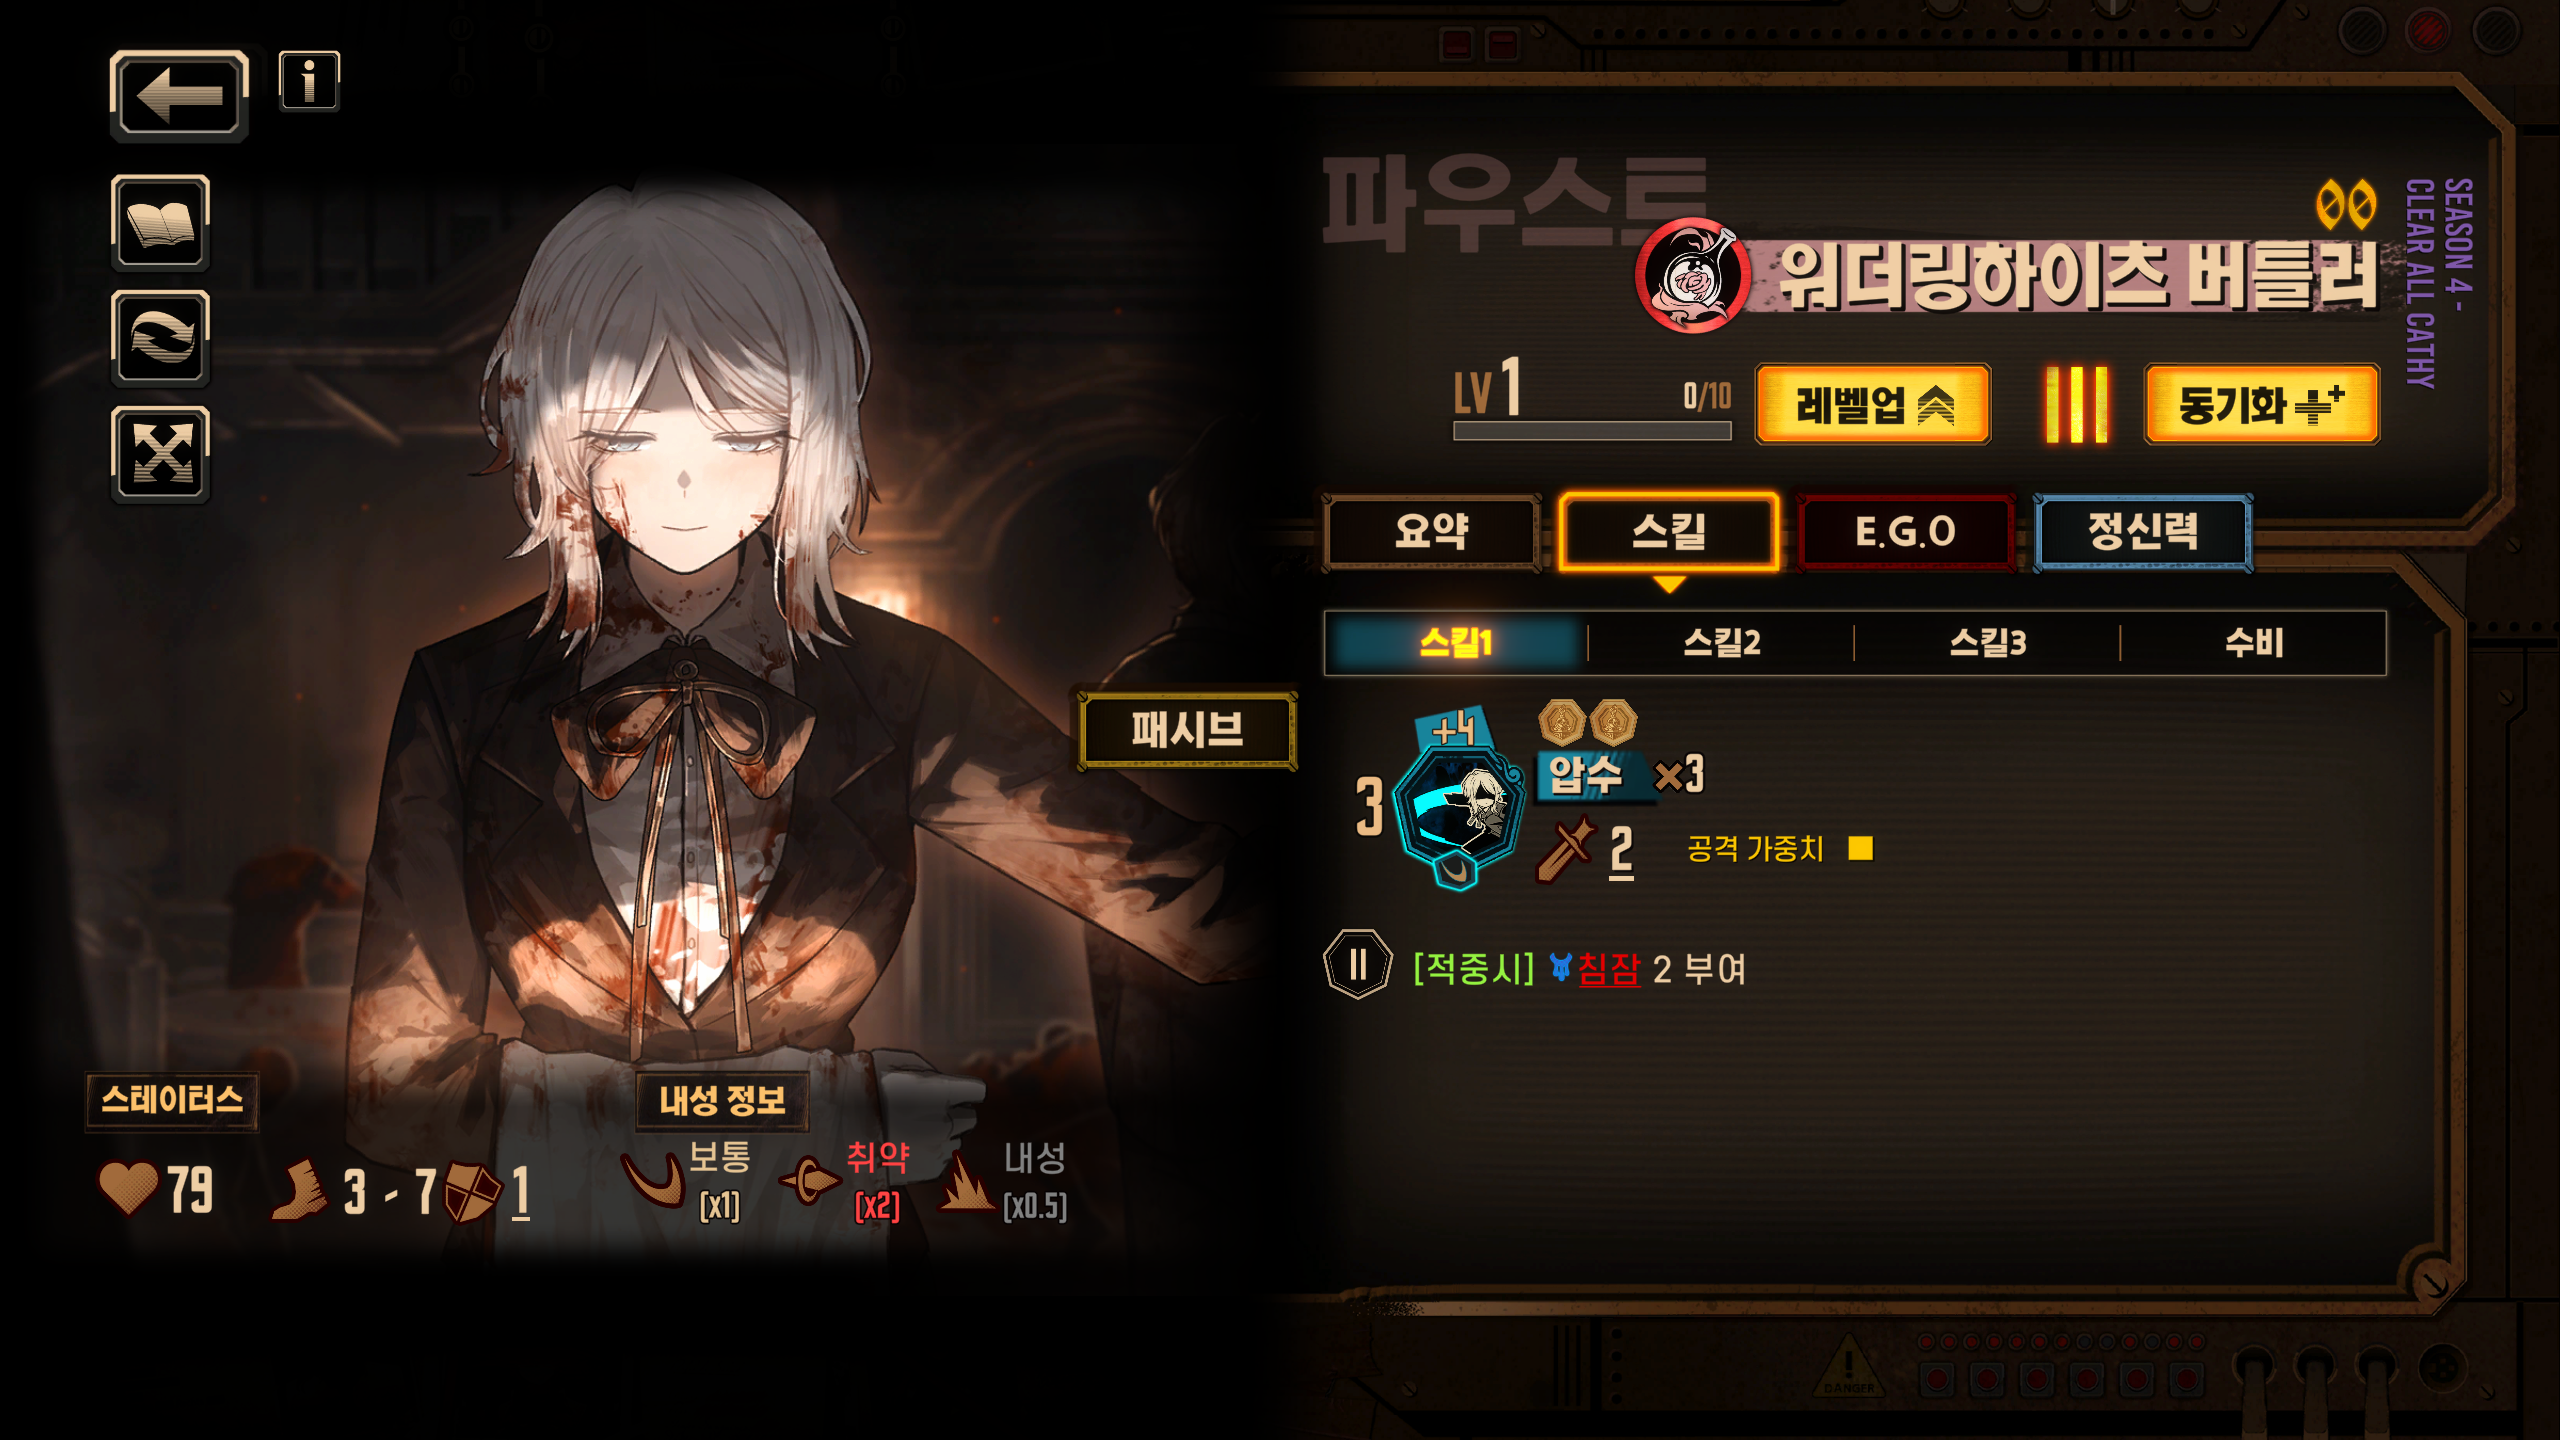 파우스트
워더링하이츠 버틀러
SEASON 4 -
CLEAR ALL CATHY
LV 1
0/10
레벨업
동기화
요약
스킬
E.G.O
정신력
스킬1
스킬2
스킬3
수비
패시브
+4
3
압수 ×3
2
공격 가중치
[적중시] 침잠 2 부여
스테이터스
79
3 - 7
1
내성 정보
보통
[x1]
취약
[x2]
내성
[x0.5]
DANGER